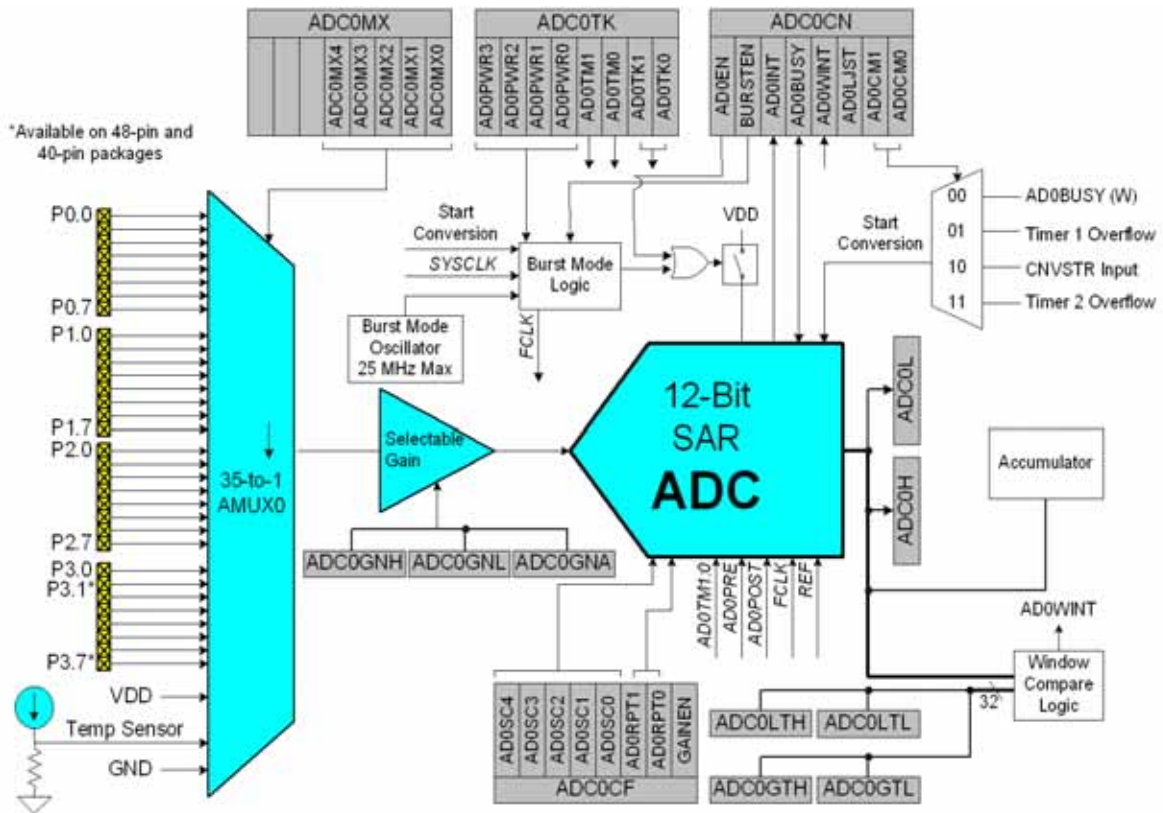 ADC0MX
ADC0MX4
ADC0MX3
ADC0MX2
ADC0MX1
ADC0MX0
ADC0TK
AD0PWR3
AD0PWR2
AD0PWR1
AD0PWR0
AD0TM1
AD0TM0
AD0TK1
AD0TK0
ADC0CN
AD0EN
BURSTEN
AD0INT
AD0BUSY
AD0WINT
AD0LJST
AD0CM1
AD0CM0
*Available on 48-pin and
40-pin packages
P0.0
P0.7
P1.0
P1.7
P2.0
P2.7
P3.0
P3.1*
P3.7*
VDD
Temp Sensor
GND
35-to-1
AMUX0
Start
Conversion
SYSCLK
Burst Mode
Logic
Burst Mode
Oscillator
25 MHz Max
FCLK
VDD
Start
Conversion
00
01
10
11
AD0BUSY (W)
Timer 1 Overflow
CNVSTR Input
Timer 2 Overflow
Selectable
Gain
12-Bit
SAR
ADC
ADC0L
ADC0H
Accumulator
ADC0GNH
ADC0GNL
ADC0GNA
AD0TM1:0
AD0PRE
AD0POST
FCLK
REF
AD0WINT
Window
Compare
Logic
32
ADC0LTH
ADC0LTL
ADC0GTH
ADC0GTL
AD0SC4
AD0SC3
AD0SC2
AD0SC1
AD0SC0
AD0RPT1
AD0RPT0
GAINEN
ADC0CF